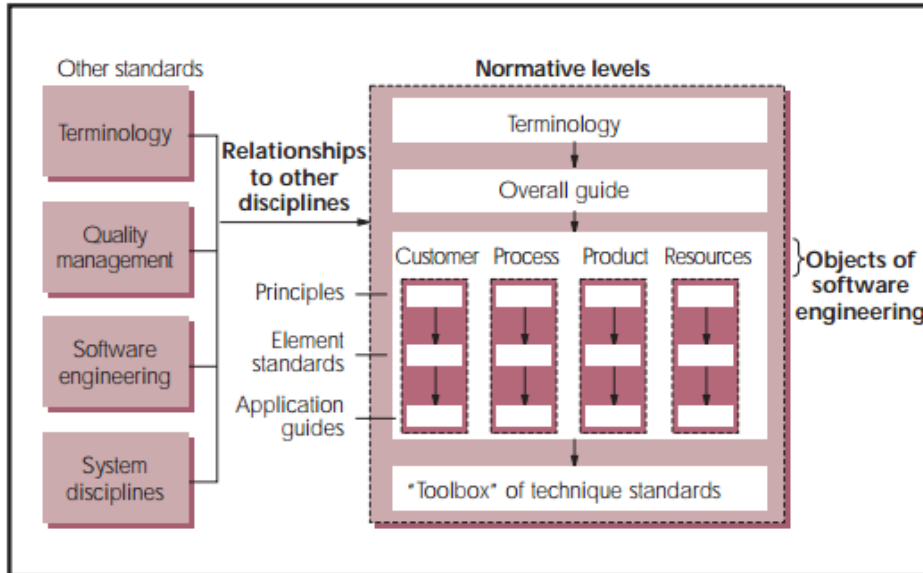 Other standards
Terminology
Quality
management
Software
engineering
System
disciplines
Relationships
to other
disciplines
Normative levels
Terminology
Overall guide
Customer Process Product Resources
Principles
Element
standards
Application
guides
"Toolbox" of technique standards
Objects of
software
engineering